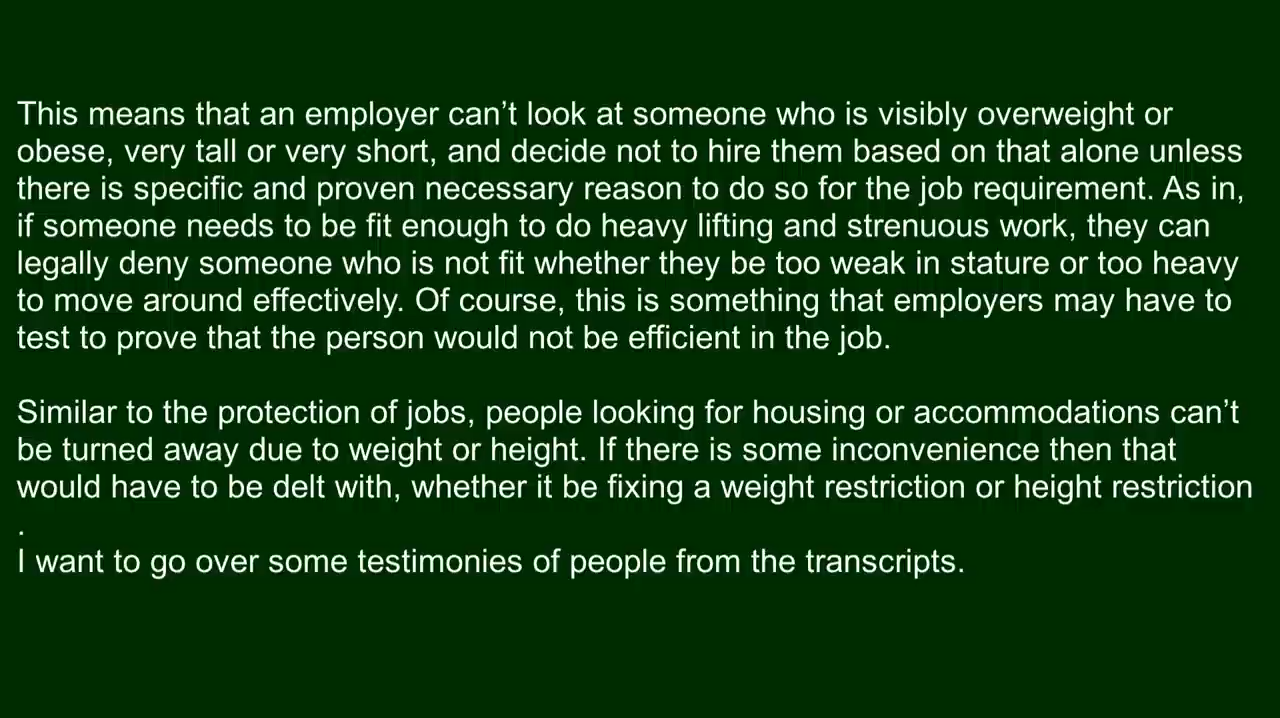 This means that an employer can’t look at someone who is visibly overweight or
obese, very tall or very short, and decide not to hire them based on that alone unless
there is specific and proven necessary reason to do so for the job requirement. As in,
if someone needs to be fit enough to do heavy lifting and strenuous work, they can
legally deny someone who is not fit whether they be too weak in stature or too heavy
to move around effectively. Of course, this is something that employers may have to
test to prove that the person would not be efficient in the job.
Similar to the protection of jobs, people looking for housing or accommodations can’t
be turned away due to weight or height. If there is some inconvenience then that
would have to be delt with, whether it be fixing a weight restriction or height restriction
.
I want to go over some testimonies of people from the transcripts.